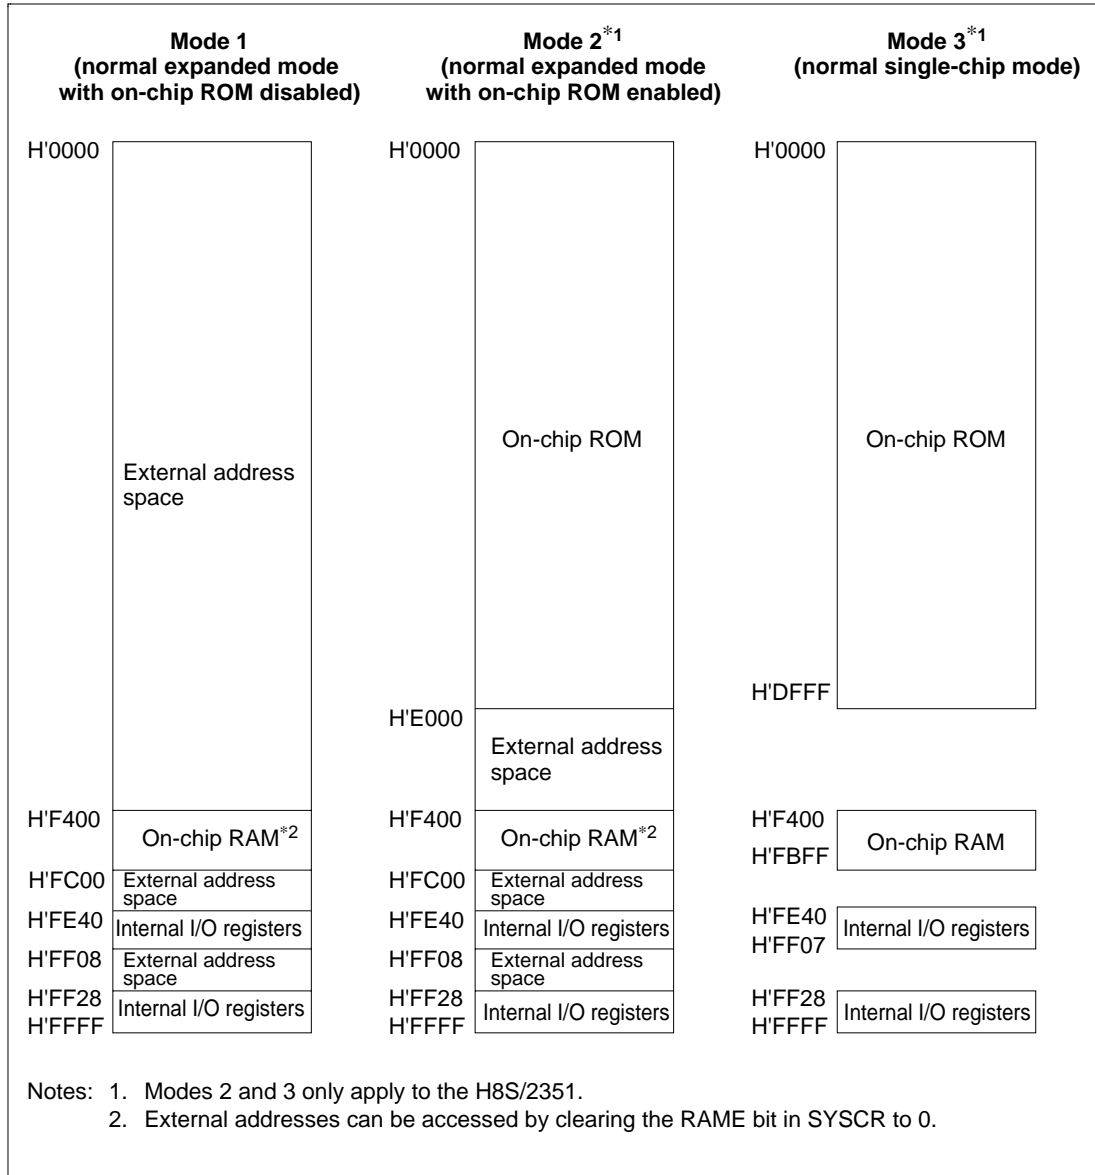 Mode 1
(normal expanded mode
with on-chip ROM disabled)
H'0000
External address
space
H'F400
On-chip RAM*2
H'FC00
External address
space
H'FE40
Internal I/O registers
H'FF08
External address
space
H'FF28
Internal I/O registers
H'FFFF
Mode 2*1
(normal expanded mode
with on-chip ROM enabled)
H'0000
On-chip ROM
H'E000
External address
space
H'F400
On-chip RAM*2
H'FC00
External address
space
H'FE40
Internal I/O registers
H'FF08
External address
space
H'FF28
Internal I/O registers
H'FFFF
Mode 3*1
(normal single-chip mode)
H'0000
On-chip ROM
H'DFFF
H'F400
On-chip RAM
H'FBFF
H'FE40
Internal I/O registers
H'FF07
H'FF28
Internal I/O registers
H'FFFF
Notes: 1. Modes 2 and 3 only apply to the H8S/2351.
2. External addresses can be accessed by clearing the RAME bit in SYSCR to 0.